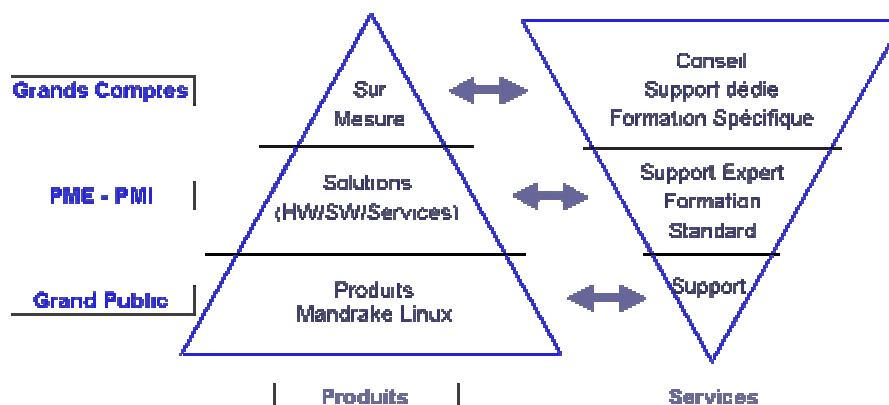 Grands Comptes
Sur
Mesure
Conseil
Support dédie
Formation Spécifique
PME - PMI
Solutions
(HW/SW/Services)
Support Expert
Formation
Standard
Grand Public
Produits
Mandrake Linux
Support
Produits
Services